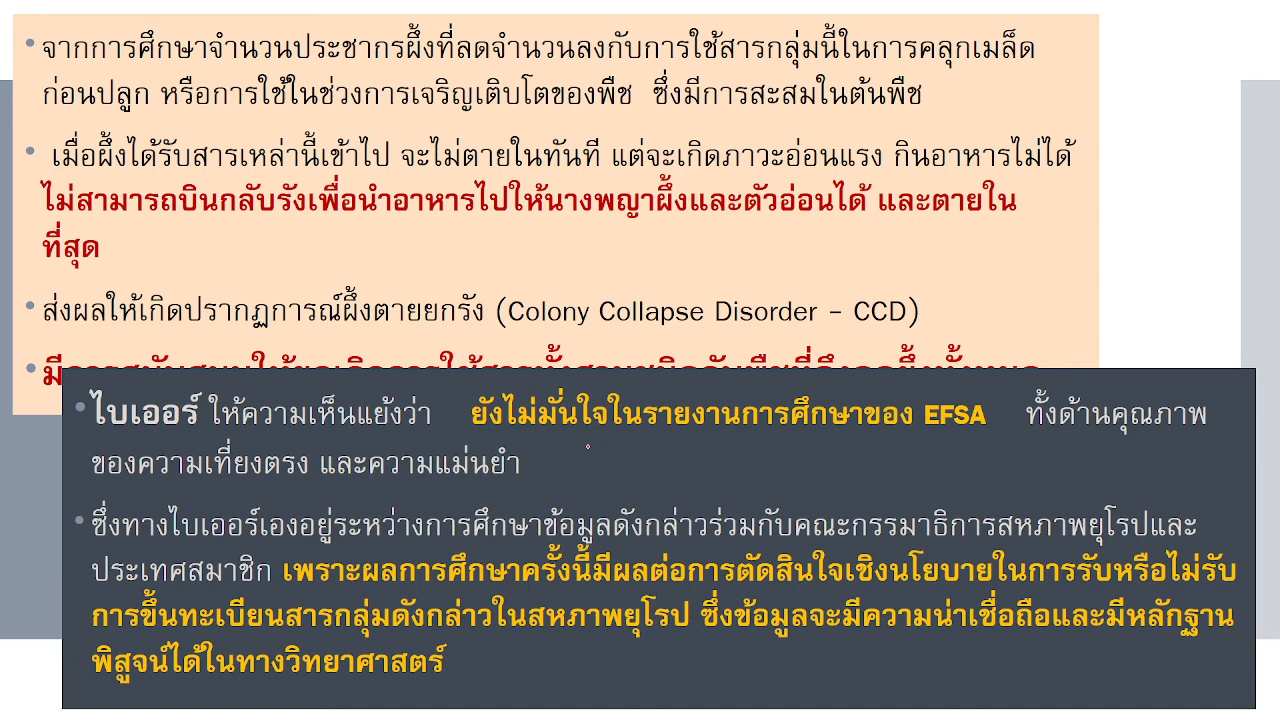 • จากการศึกษาจำนวนประชากรผึ้งที่ลดจำนวนลงกับการใช้สารกลุ่มนี้ในการคลุกเมล็ด
ก่อนปลูก หรือการใช้ในช่วงการเจริญเติบโตของพืช ซึ่งมีการสะสมในต้นพืช
• เมื่อผึ้งได้รับสารเหล่านี้เข้าไป จะไม่ตายในทันที แต่จะเกิดภาวะอ่อนแรง กินอาหารไม่ได้
ไม่สามารถบินกลับรังเพื่อนำอาหารไปให้นางพญาผึ้งและตัวอ่อนได้ และตายใน
ที่สุด
• ส่งผลให้เกิดปรากฏการณ์ผึ้งตายยกรัง (Colony Collapse Disorder – CCD)
• ไบเออร์ ให้ความเห็นแย้งว่า ยังไม่มั่นใจในรายงานการศึกษาของ EFSA ทั้งด้านคุณภาพ
ของความเที่ยงตรง และความแม่นยำ
• ซึ่งทางไบเออร์เองอยู่ระหว่างการศึกษาข้อมูลดังกล่าวร่วมกับคณะกรรมาธิการสหภาพยุโรปและ
ประเทศสมาชิก เพราะผลการศึกษาครั้งนี้มีผลต่อการตัดสินใจเชิงนโยบายในการรับหรือไม่รับ
การขึ้นทะเบียนสารกลุ่มดังกล่าวในสหภาพยุโรป ซึ่งข้อมูลจะมีความน่าเชื่อถือและมีหลักฐาน
พิสูจน์ได้ในทางวิทยาศาสตร์